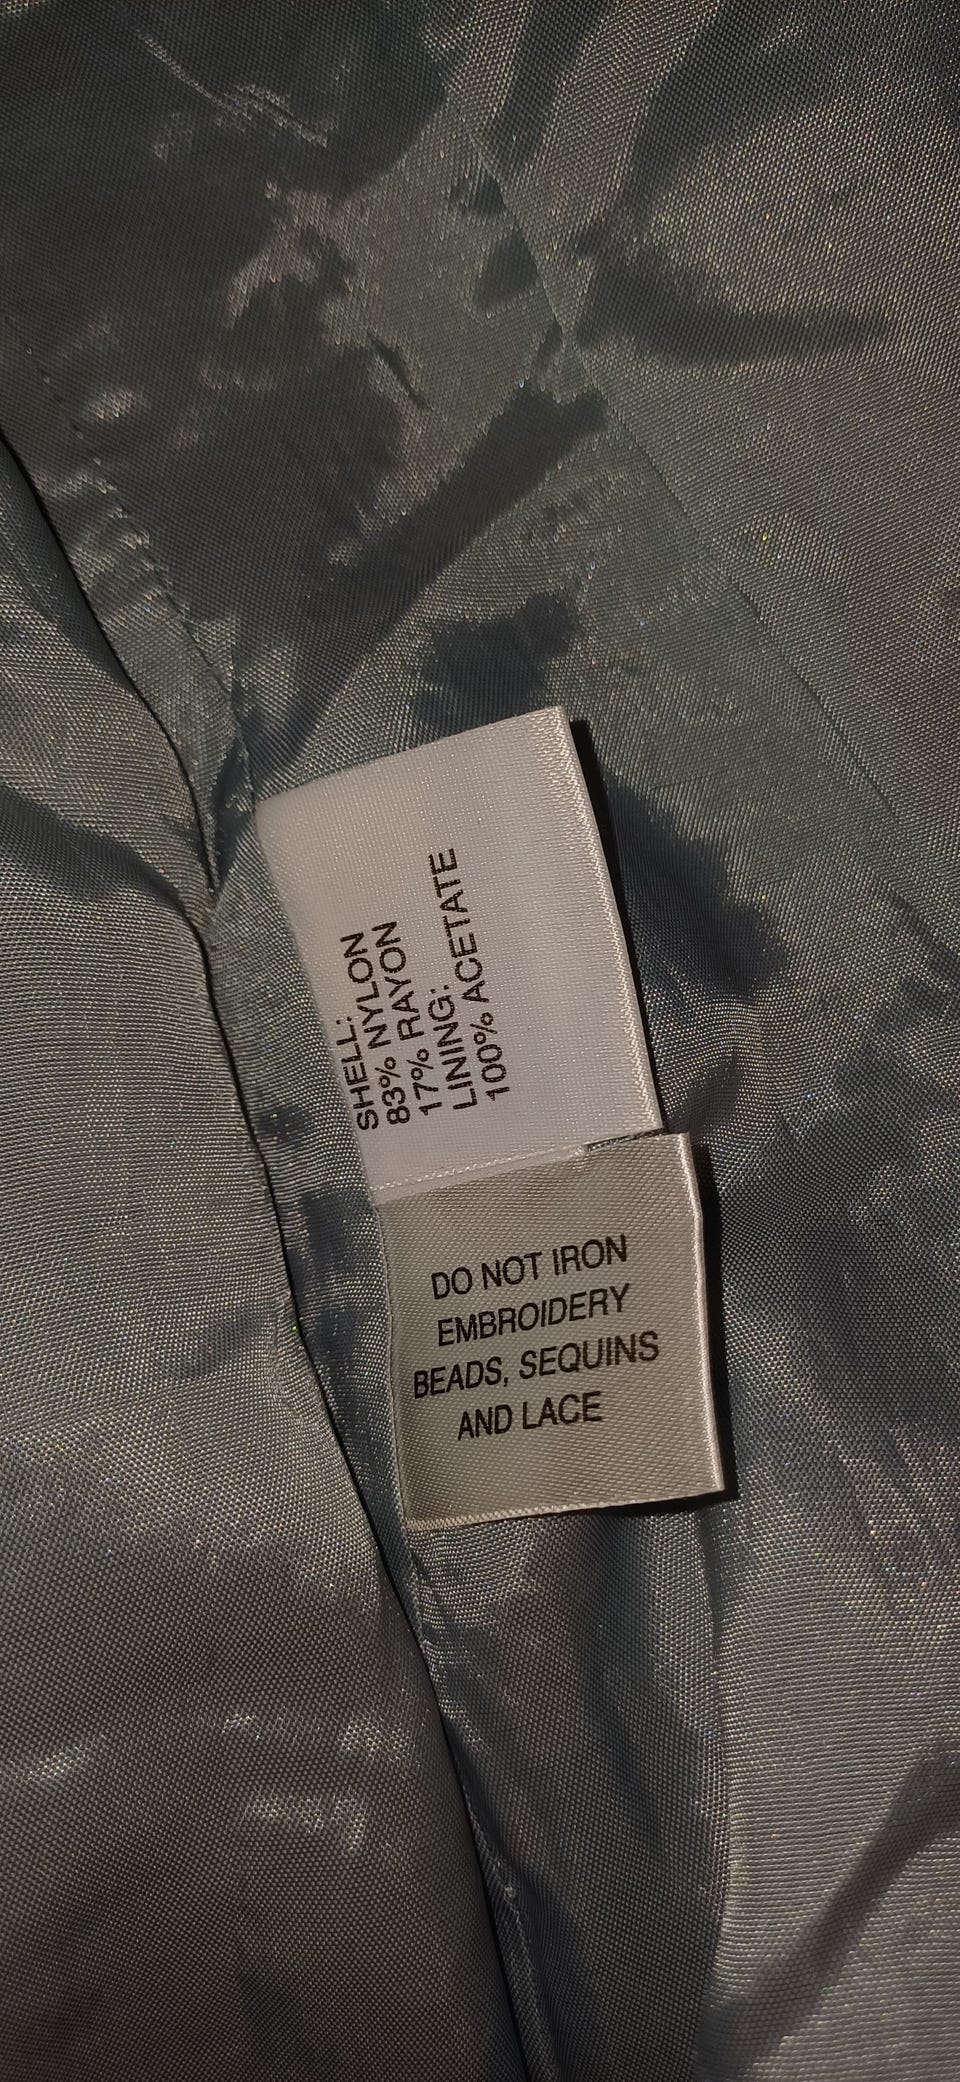 SHELL:
83% NYLON
17% RAYON
LINING:
100% ACETATE
DO NOT IRON
EMBROIDERY
BEADS, SEQUINS
AND LACE